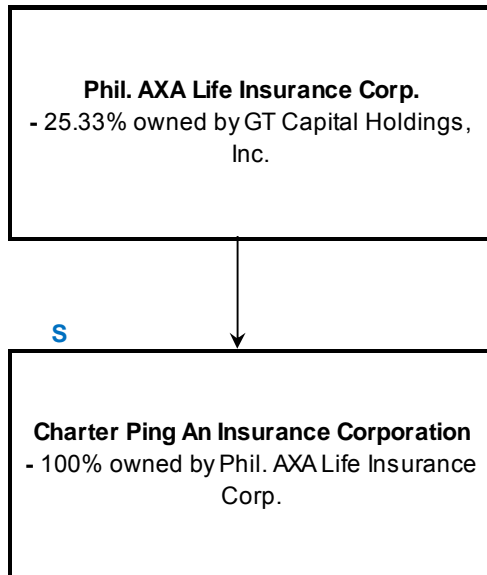 Phil. AXA Life Insurance Corp.
- 25.33% owned by GT Capital Holdings,
Inc.
S
Charter Ping An Insurance Corporation
- 100% owned by Phil. AXA Life Insurance
Corp.